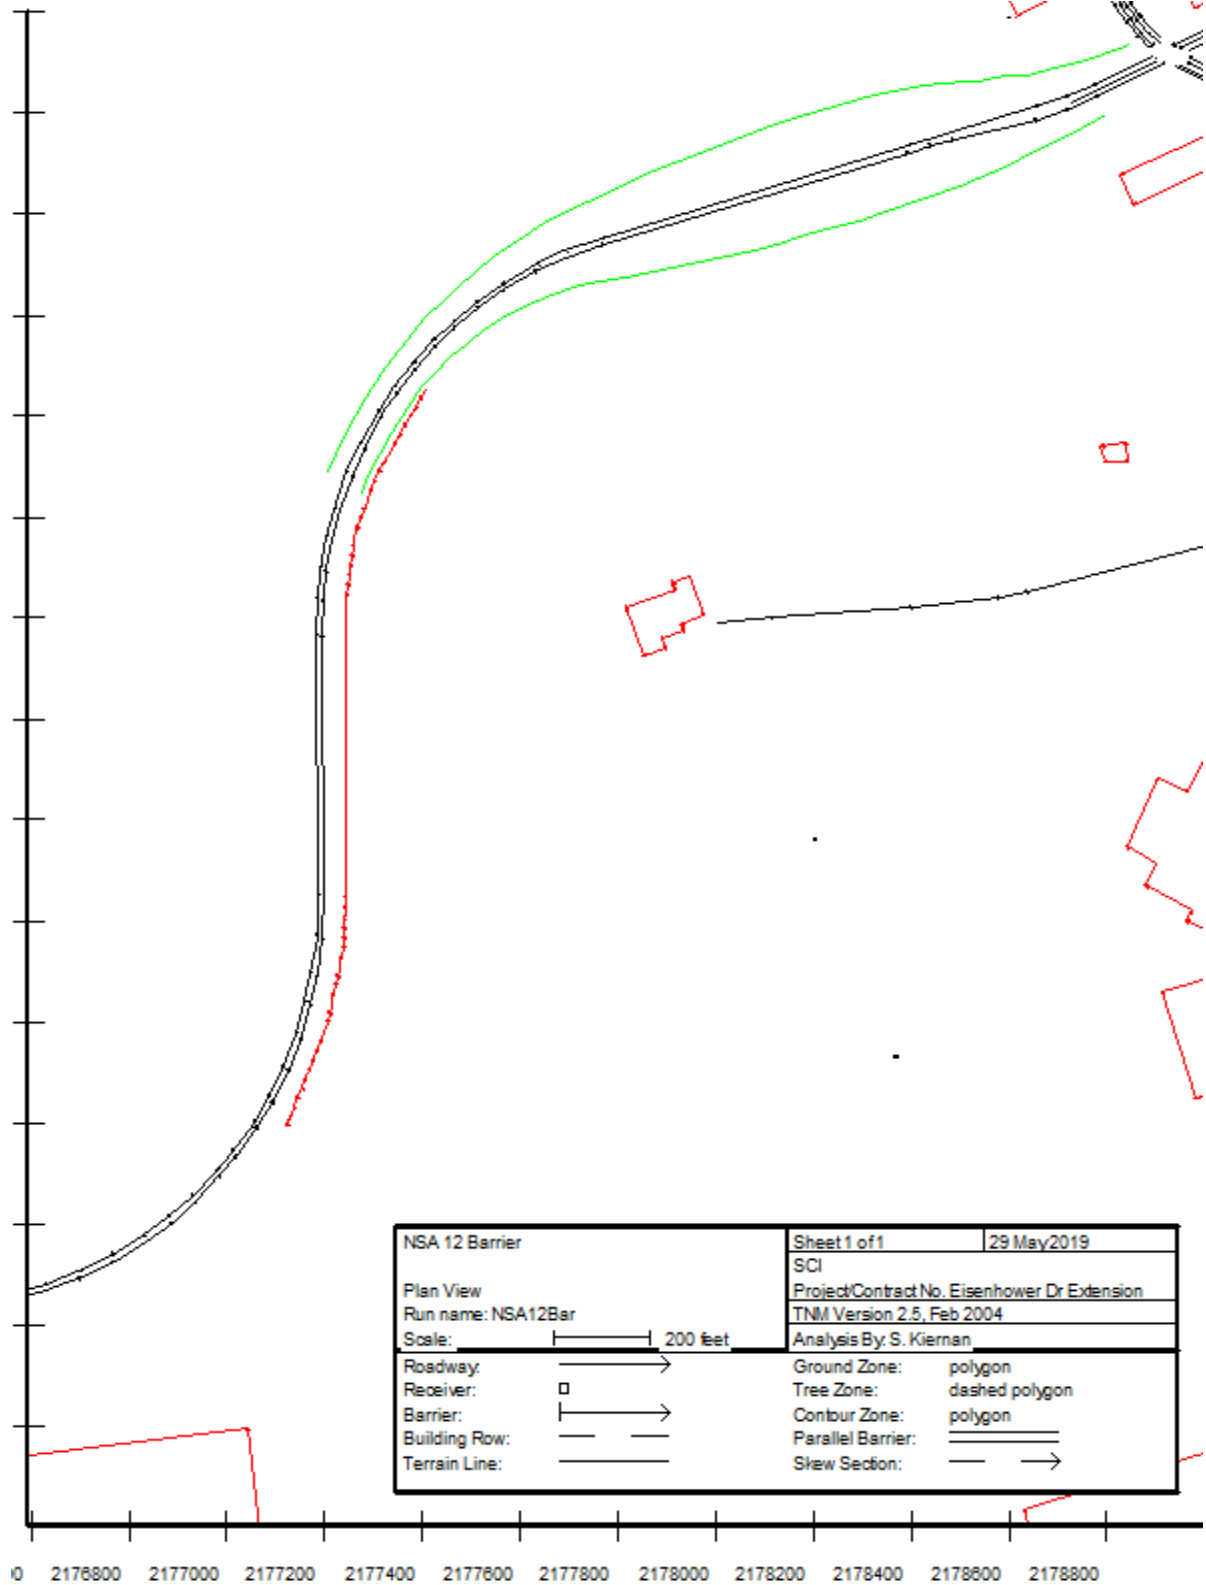 NSA 12 Barrier
Sheet 1 of 1
29 May 2019
SCI
Plan View
Project/Contract No. Eisenhower Dr Extension
Run name: NSA12Bar
TNM Version 2.5, Feb 2004
Scale:
200 feet
Analysis By: S. Kiernan
Roadway:
Ground Zone:
polygon
Receiver:
Tree Zone:
dashed polygon
Barrier:
Contour Zone:
polygon
Building Row:
Parallel Barrier:
Terrain Line:
Skew Section:
2176800 2177000 2177200 2177400 2177600 2177800 2178000 2178200 2178400 2178600 2178800